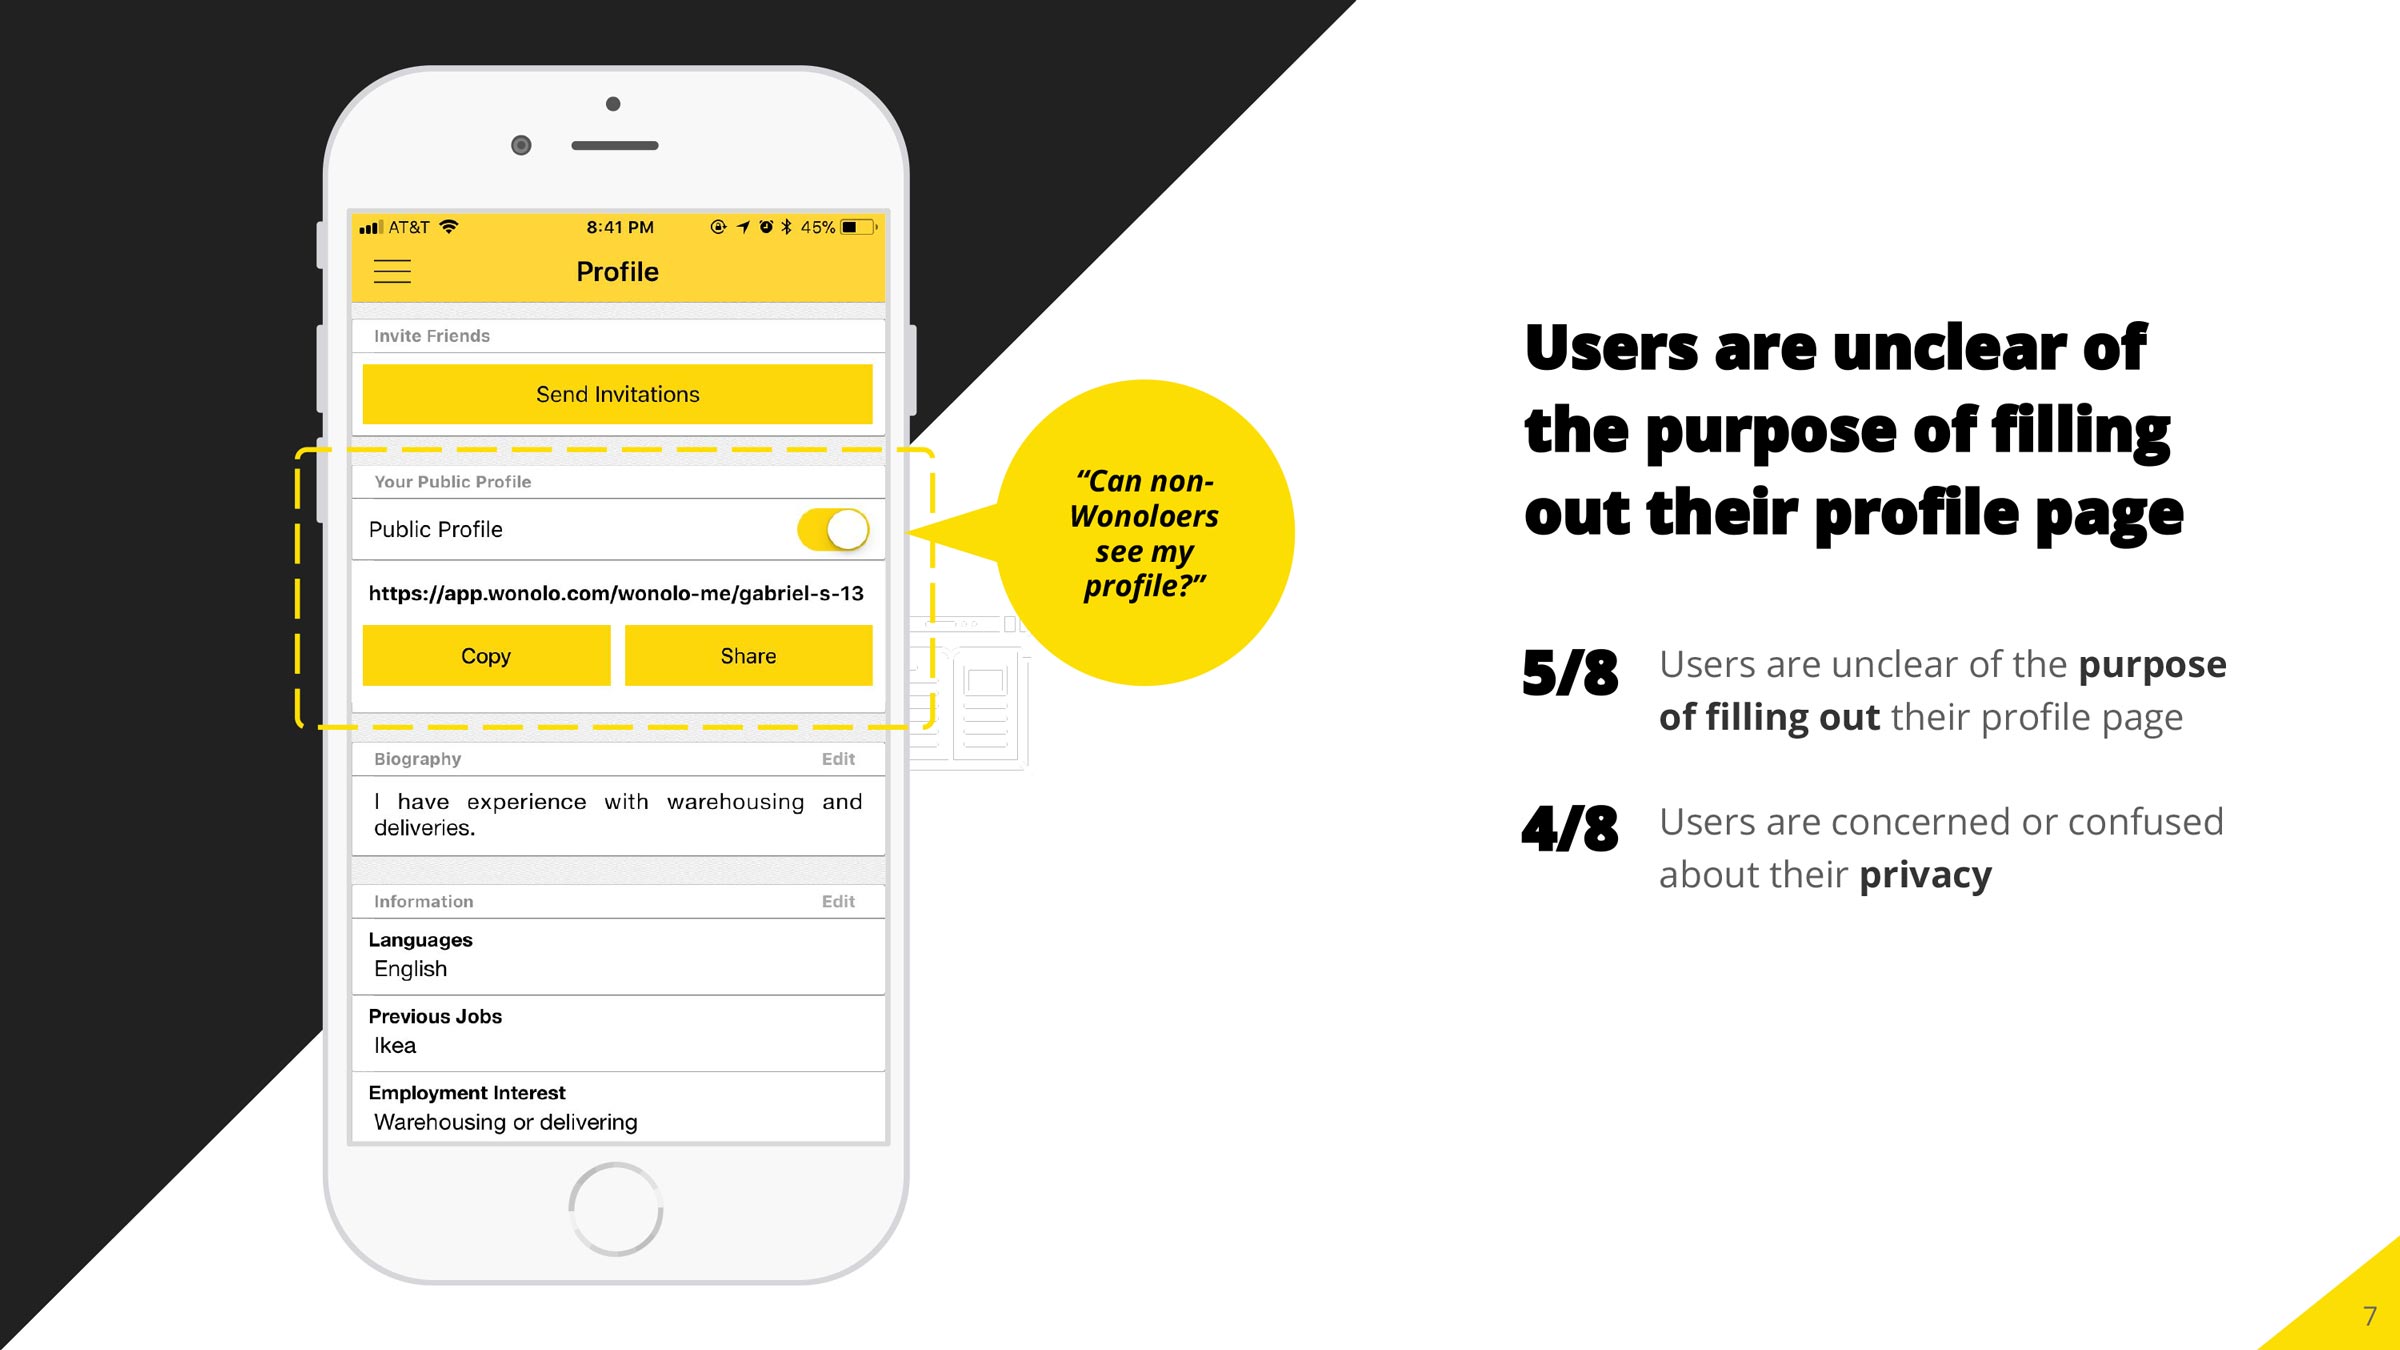 AT&T 8:41 PM 45%
Profile
Invite Friends
Send Invitations
Your Public Profile
Public Profile
https://app.wonolo.com/wonolo-me/gabriel-s-13
Copy Share
Biography Edit
I have experience with warehousing and
deliveries.
Information Edit
Languages
English
Previous Jobs
Ikea
Employment Interest
Warehousing or delivering
“Can non-
Wonoloers
see my
profile?”
Users are unclear of
the purpose of filling
out their profile page
5/8 Users are unclear of the purpose
of filling out their profile page
4/8 Users are concerned or confused
about their privacy
7